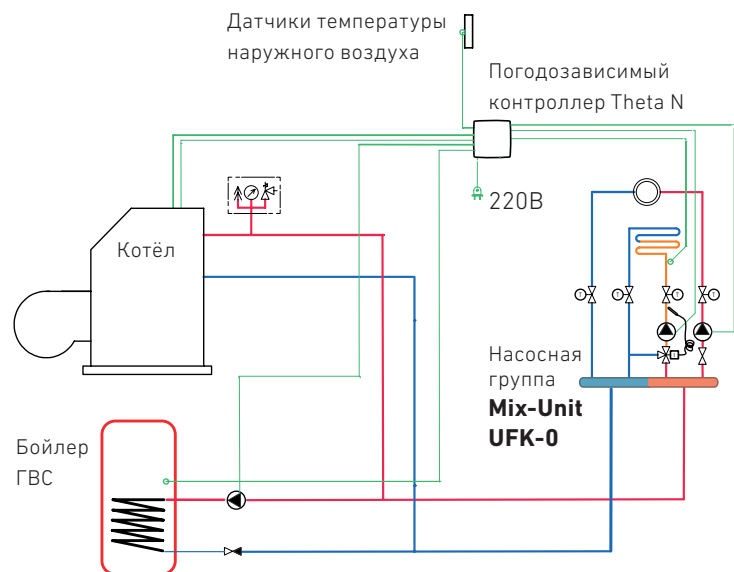 Датчики температуры
наружного воздуха
Погодозависимый
контроллер Theta N
220В
Котёл
T
T
T
T
Насосная
группа
Mix-Unit
UFK-0
Бойлер
ГВС